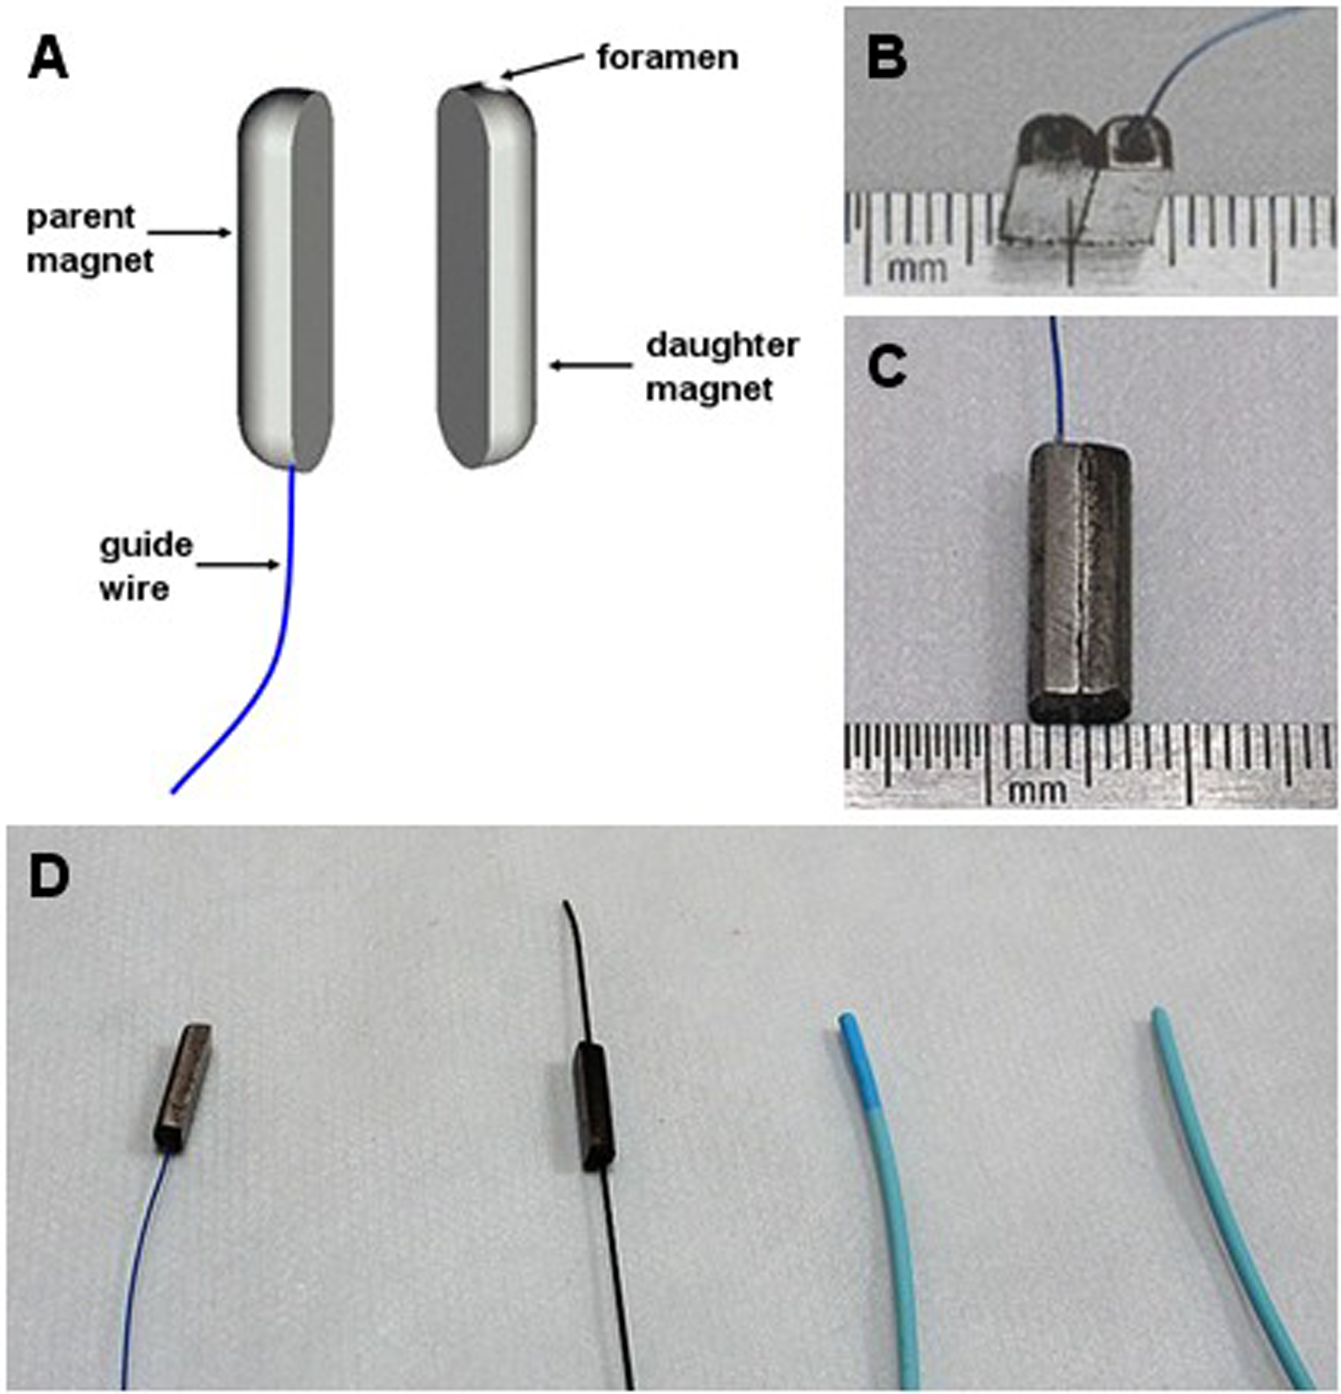 A
foramen
parent
magnet
daughter
magnet
guide
wire
B
mm
C
mm
D